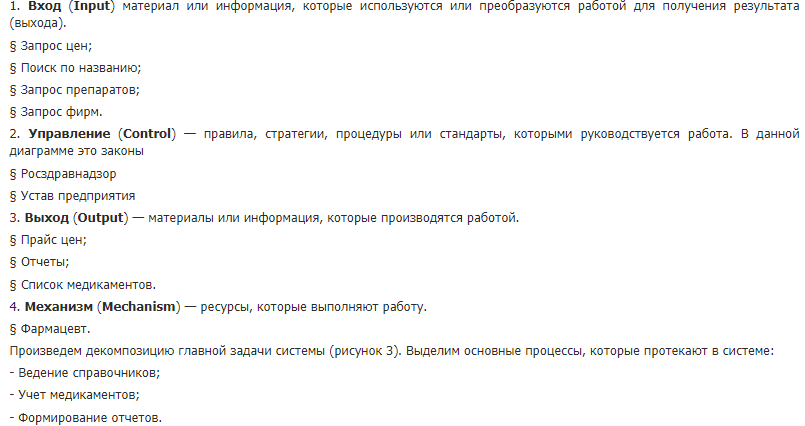 1. Вход (Input) материал или информация, которые используются или преобразуются работой для получения результата
(выхода).
§ Запрос цен;
§ Поиск по названию;
§ Запрос препаратов;
§ Запрос фирм.
2. Управление (Control) — правила, стратегии, процедуры или стандарты, которыми руководствуется работа. В данной
диаграмме это законы
§ Росздравнадзор
§ Устав предприятия
3. Выход (Output) — материалы или информация, которые производятся работой.
§ Прайс цен;
§ Отчеты;
§ Список медикаментов.
4. Механизм (Mechanism) — ресурсы, которые выполняют работу.
§ Фармацевт.
Произведем декомпозицию главной задачи системы (рисунок 3). Выделим основные процессы, которые протекают в системе:
- Ведение справочников;
- Учет медикаментов;
- Формирование отчетов.